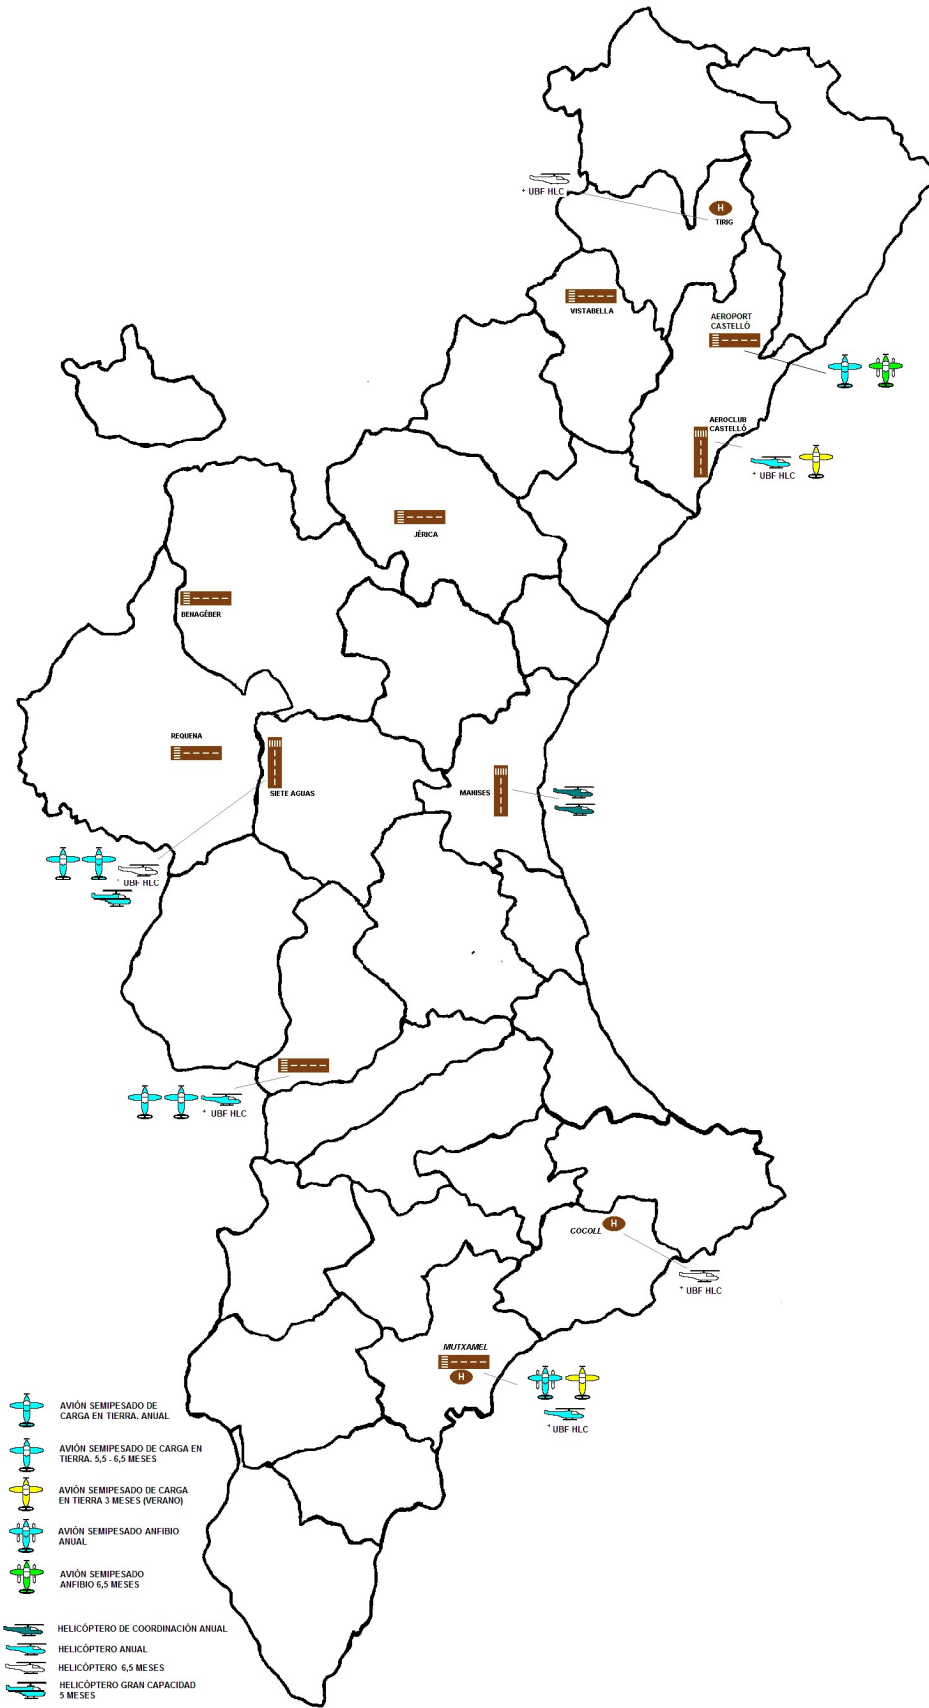 + UBF HLC
H
TIRIG
VISTABELLA
AEROPORT
CASTELLÓ
AEROCLUB
CASTELLÓ
+ UBF HLC
JÉRICA
BENAGÉBER
REQUENA
SIETE AGUAS
MANISES
+ UBF HLC
+ UBF HLC
H
COCOLL
+ UBF HLC
MUTXAMEL
H
+ UBF HLC
AVIÓN SEMIPESADO DE
CARGA EN TIERRA. ANUAL
AVIÓN SEMIPESADO DE CARGA EN
TIERRA. 5,5 - 6,5 MESES
AVIÓN SEMIPESADO DE CARGA
EN TIERRA 3 MESES (VERANO)
AVIÓN SEMIPESADO ANFIBIO
ANUAL
AVIÓN SEMIPESADO
ANFIBIO 6,5 MESES
HELICÓPTERO DE COORDINACIÓN ANUAL
HELICÓPTERO ANUAL
HELICÓPTERO 6,5 MESES
HELICÓPTERO GRAN CAPACIDAD
5 MESES